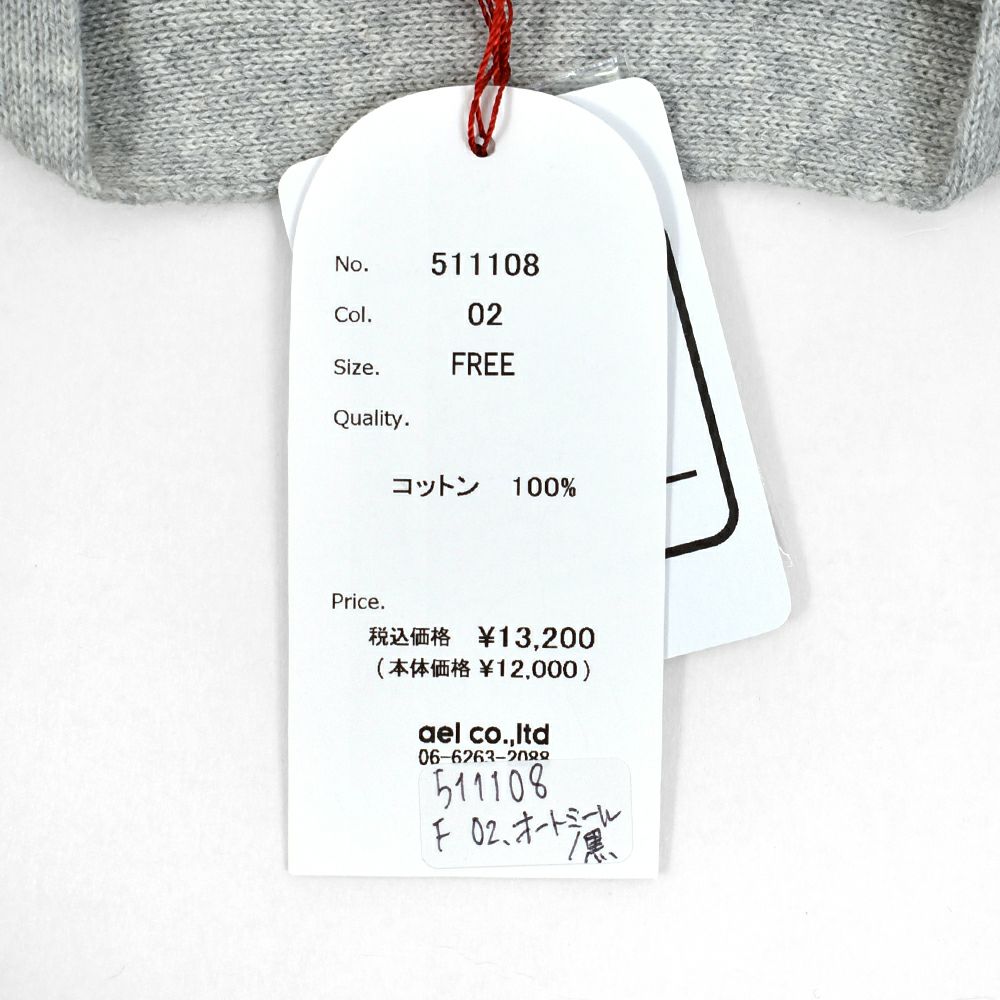 No. 511108
Col. 02
Size. FREE
Quality.
コットン 100%
Price.
税込価格 ¥13,200
(本体価格 ¥12,000)
ael co.,ltd
06-6263-2088
511108
F 02、オートミール
/黒